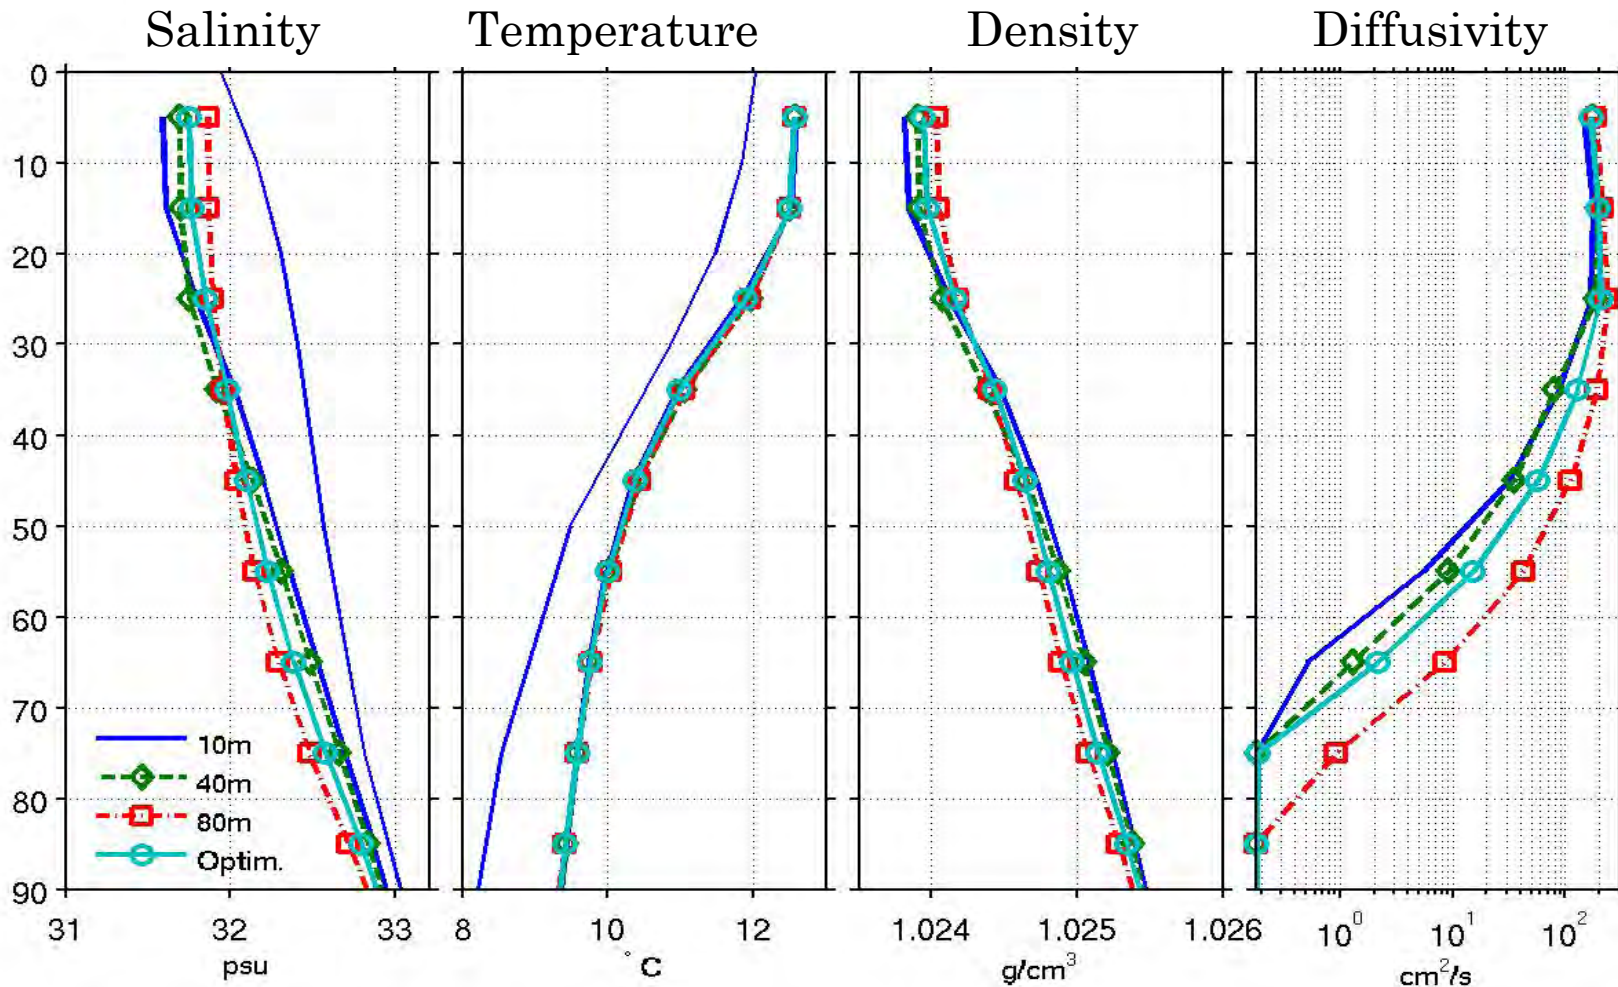 Salinity Temperature Density Diffusivity
0
10
20
30
40
50
60
70
80
90
10m
40m
80m
Optim.
31 32 33 8 10 12 1.024 1.025 1.026 10⁰ 10¹ 10²
psu °C g/cm³ cm²/s